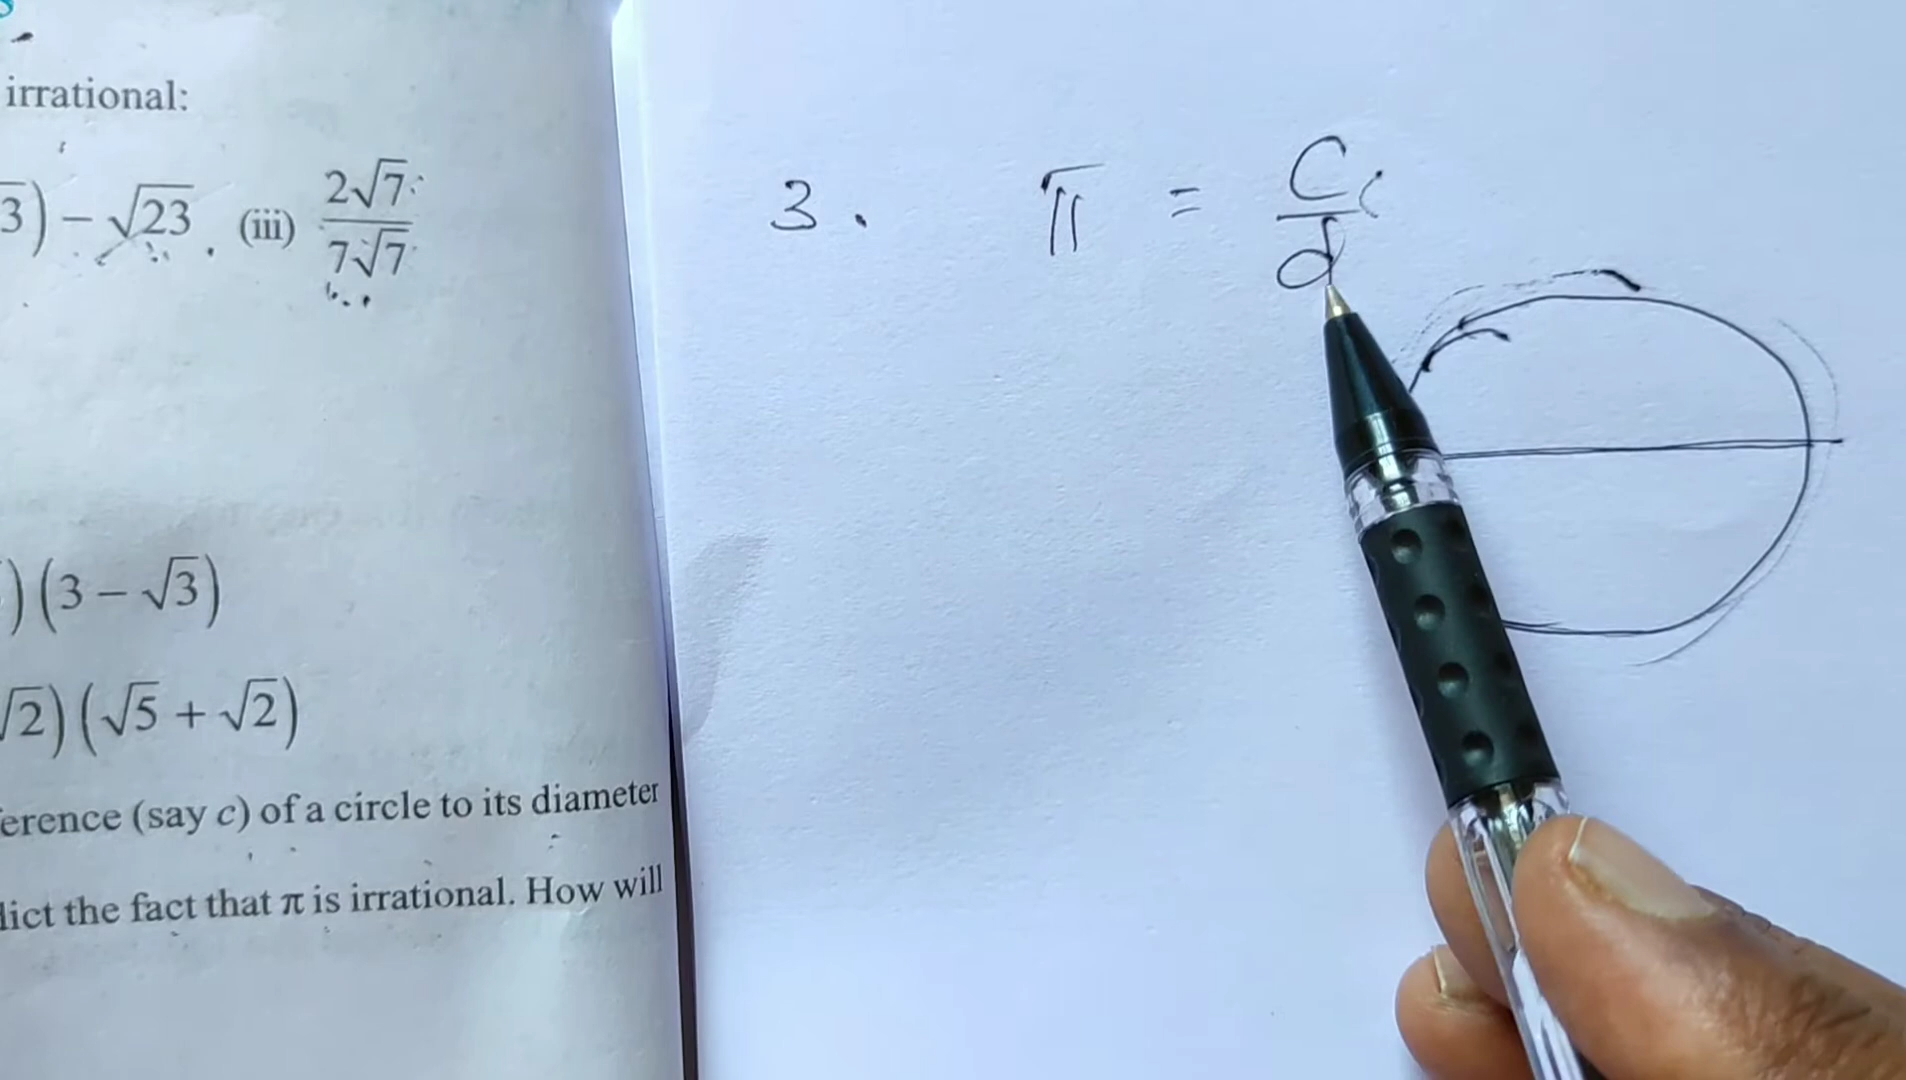 irrational:
3) − √23 . (iii) 2√7 / 7√7
) (3 − √3)
√2) (√5 + √2)
erence (say c) of a circle to its diameter
lict the fact that π is irrational. How will
3. π = C / d